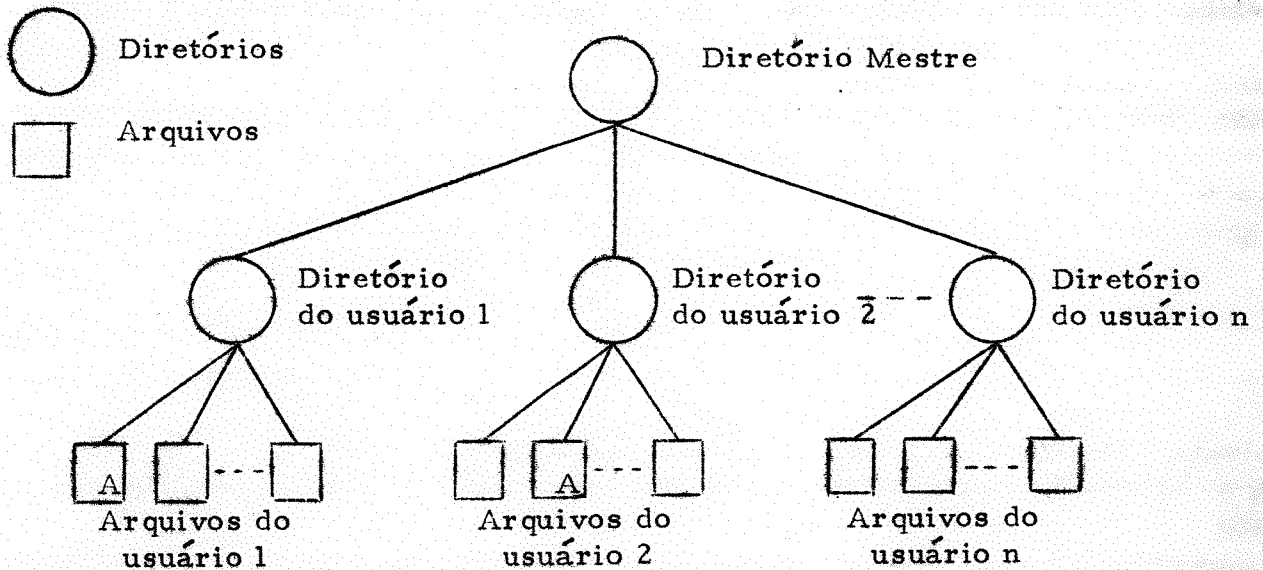 Diretórios
Diretório Mestre
Arquivos
Diretório
do usuário 1
Diretório
do usuário 2
---
Diretório
do usuário n
A
---
A
---
---
Arquivos do
usuário 1
Arquivos do
usuário 2
Arquivos do
usuário n